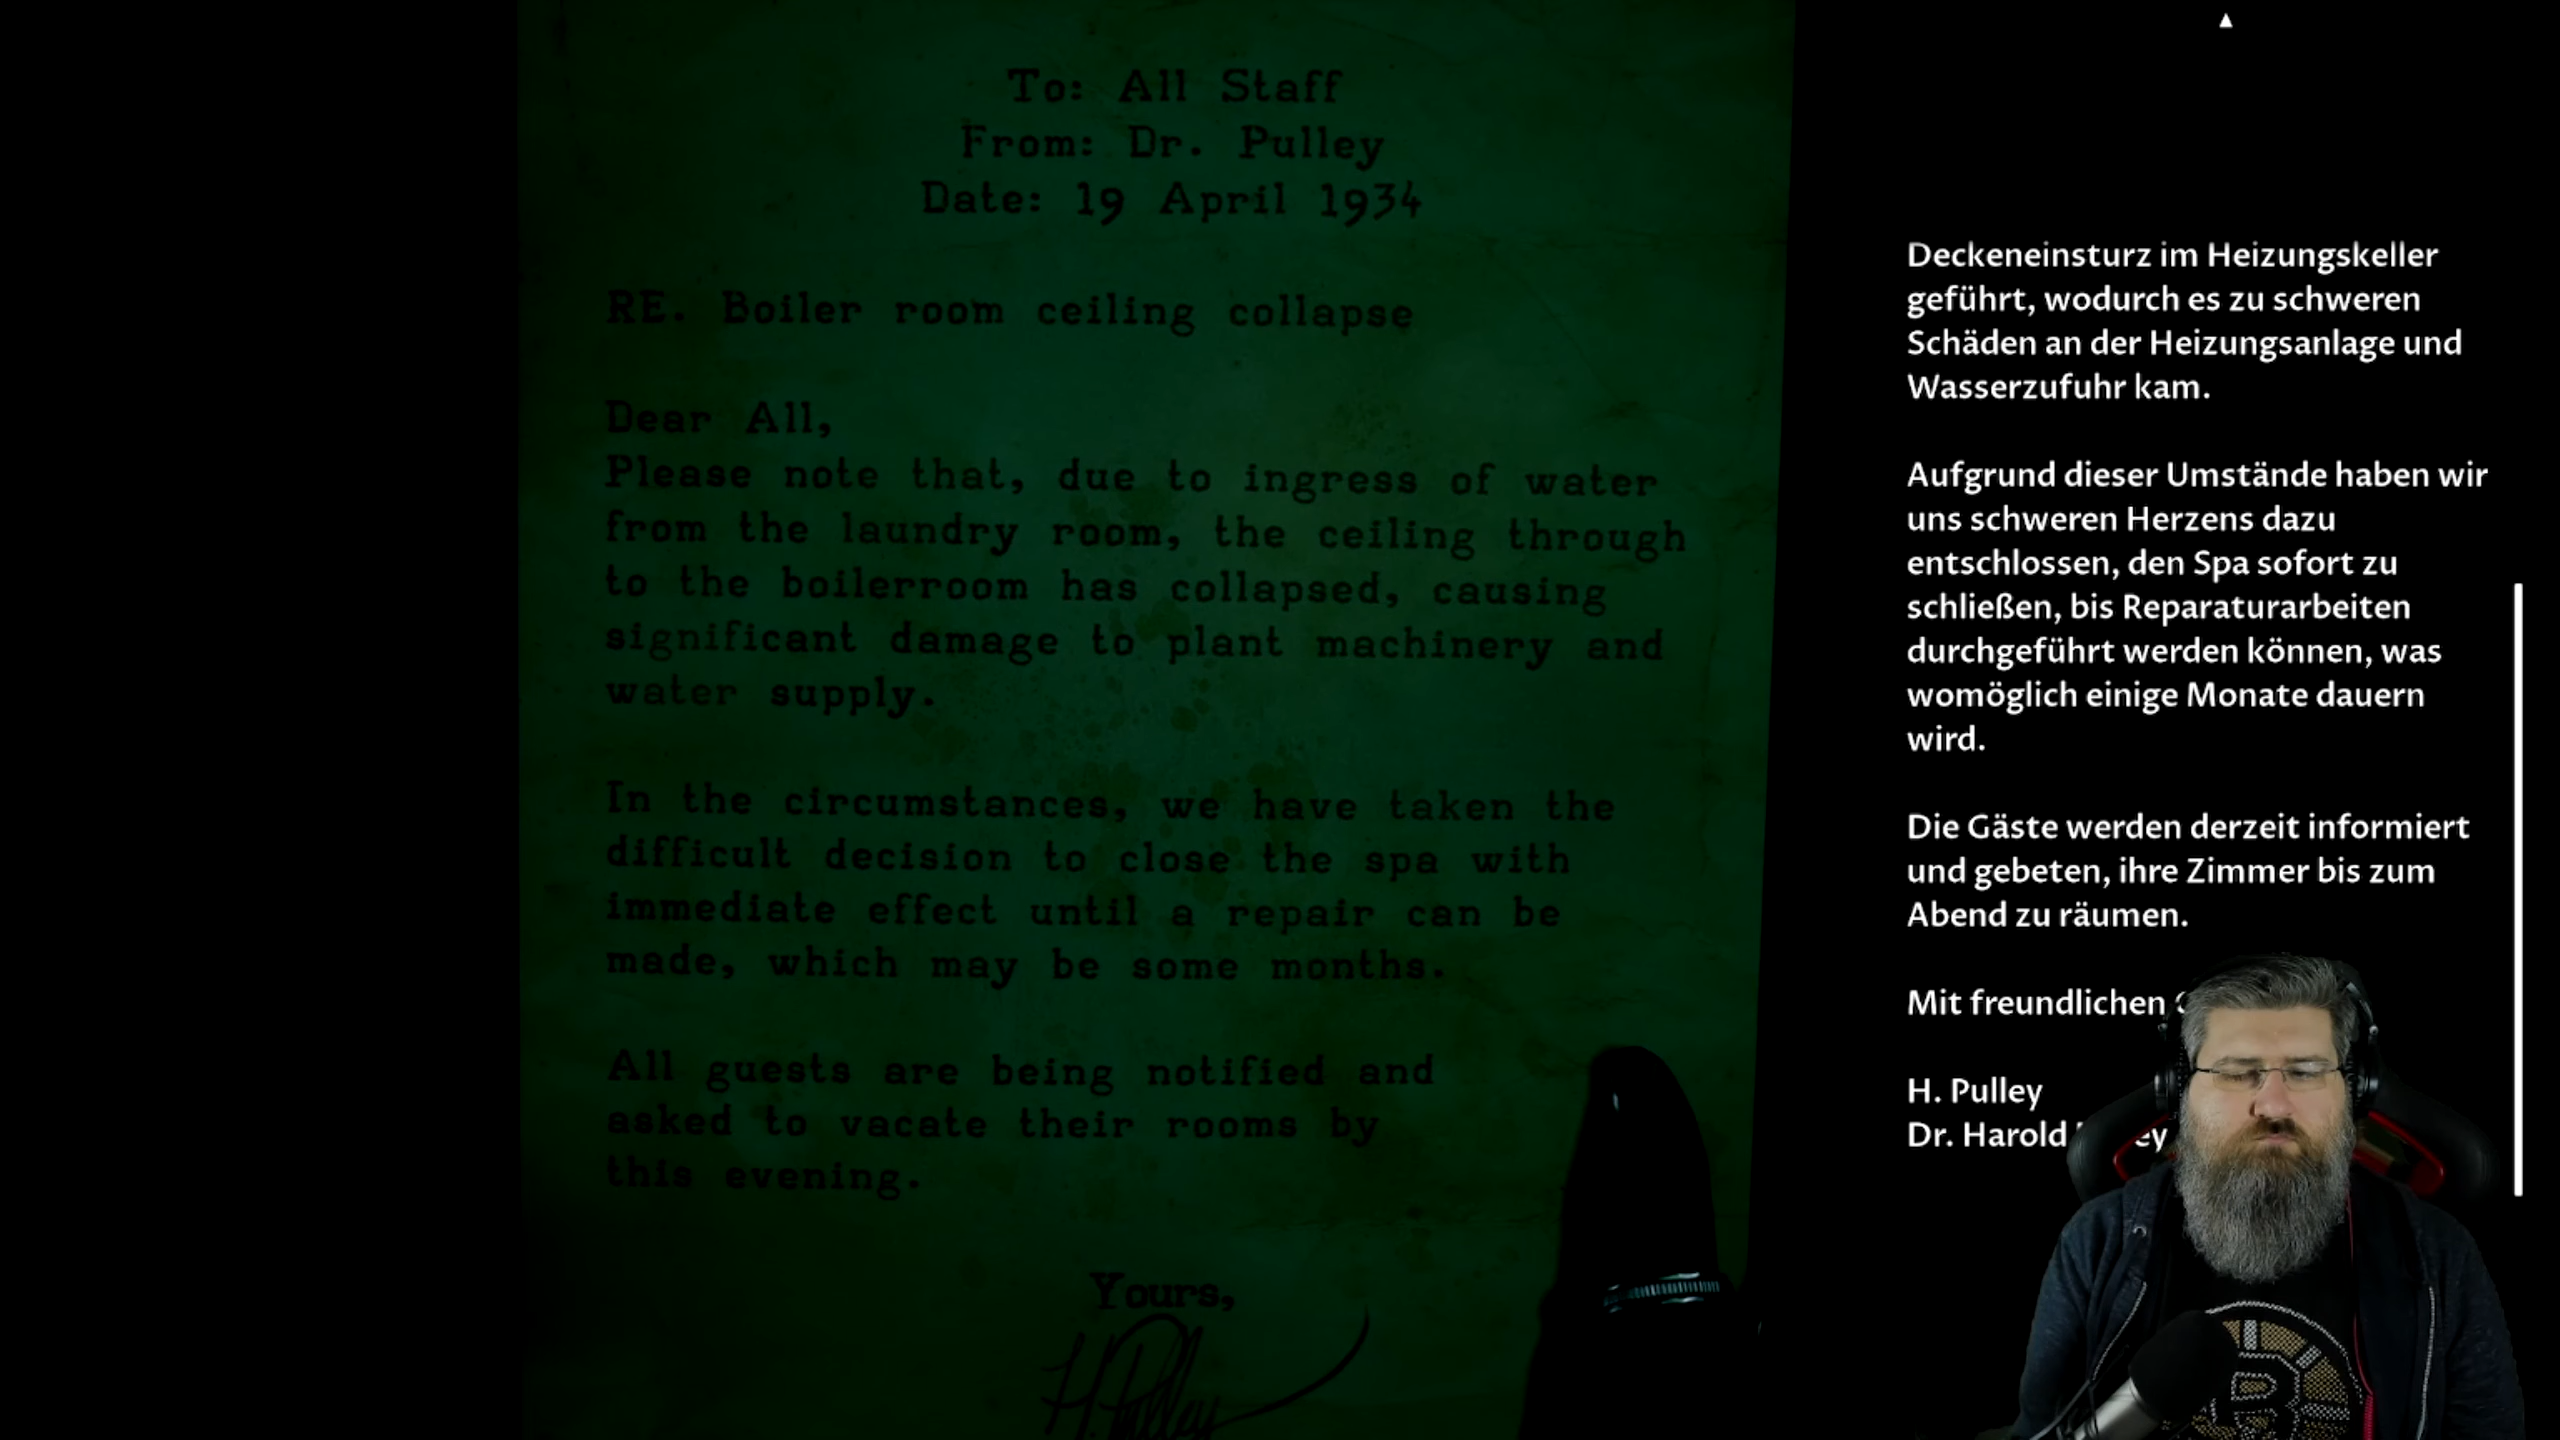 To: All Staff
From: Dr. Pulley
Date: 19 April 1934
RE. Boiler room ceiling collapse
Dear All,
Please note that, due to ingress of water
from the laundry room, the ceiling through
to the boilerroom has collapsed, causing
significant damage to plant machinery and
water supply.
In the circumstances, we have taken the
difficult decision to close the spa with
immediate effect until a repair can be
made, which may be some months.
All guests are being notified and
asked to vacate their rooms by
this evening.
Yours,
H. Pulley
Deckeneinsturz im Heizungskeller
geführt, wodurch es zu schweren
Schäden an der Heizungsanlage und
Wasserzufuhr kam.
Aufgrund dieser Umstände haben wir
uns schweren Herzens dazu
entschlossen, den Spa sofort zu
schließen, bis Reparaturarbeiten
durchgeführt werden können, was
womöglich einige Monate dauern
wird.
Die Gäste werden derzeit informiert
und gebeten, ihre Zimmer bis zum
Abend zu räumen.
Mit freundlichen
H. Pulley
Dr. Harold
B